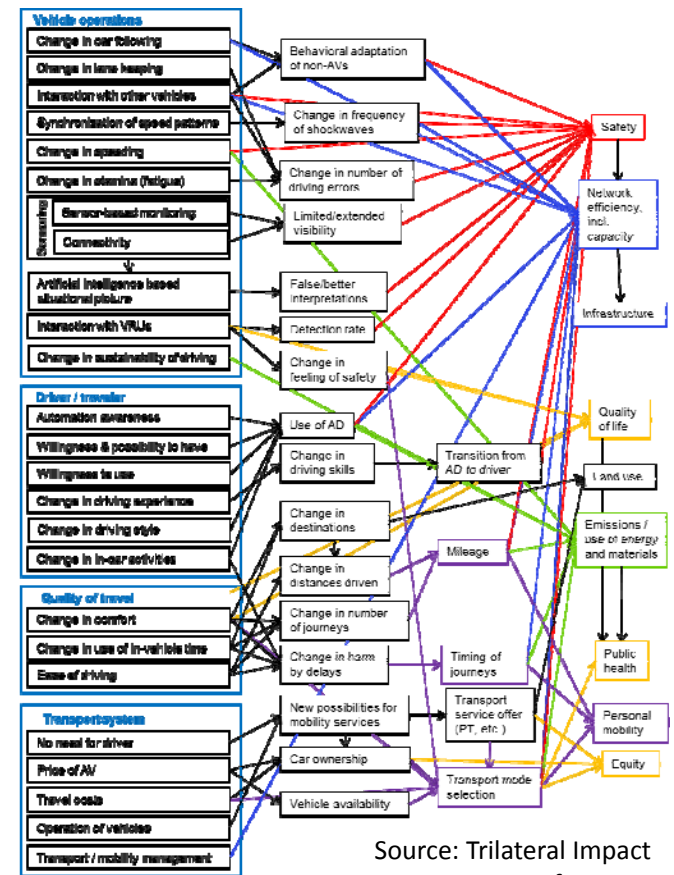 Vehicle operations
Change in car following
Change in lane keeping
Interaction with other vehicles
Synchronization of speed patterns
Change in speeding
Change in stamina (fatigue)
Sensoring
Sensor-based monitoring
Connectivity
Artificial intelligence based
situational picture
Interaction with VRUs
Change in sustainability of driving
Driver / traveler
Automation awareness
Willingness & possibility to have
Willingness to use
Change in driving experience
Change in driving style
Change in in-car activities
Quality of travel
Change in comfort
Change in use of in-vehicle time
Ease of driving
Transport system
No need for driver
Price of AV
Travel costs
Operation of vehicles
Transport / mobility management
Behavioral adaptation
of non-AVs
Change in frequency
of shockwaves
Change in number of
driving errors
Limited/extended
visibility
False/better
interpretations
Detection rate
Change in
feeling of safety
Use of AD
Change in
driving skills
Change in
destinations
Change in
distances driven
Change in number
of journeys
Change in harm
by delays
New possibilities for
mobility services
Car ownership
Vehicle availability
Transition from
AD to driver
Mileage
Timing of
journeys
Transport
service offer
(PT, etc.)
Transport mode
selection
Safety
Network
efficiency,
incl.
capacity
Infrastructure
Quality
of life
Land use
Emissions /
use of energy
and materials
Public
health
Personal
mobility
Equity
Source: Trilateral Impact